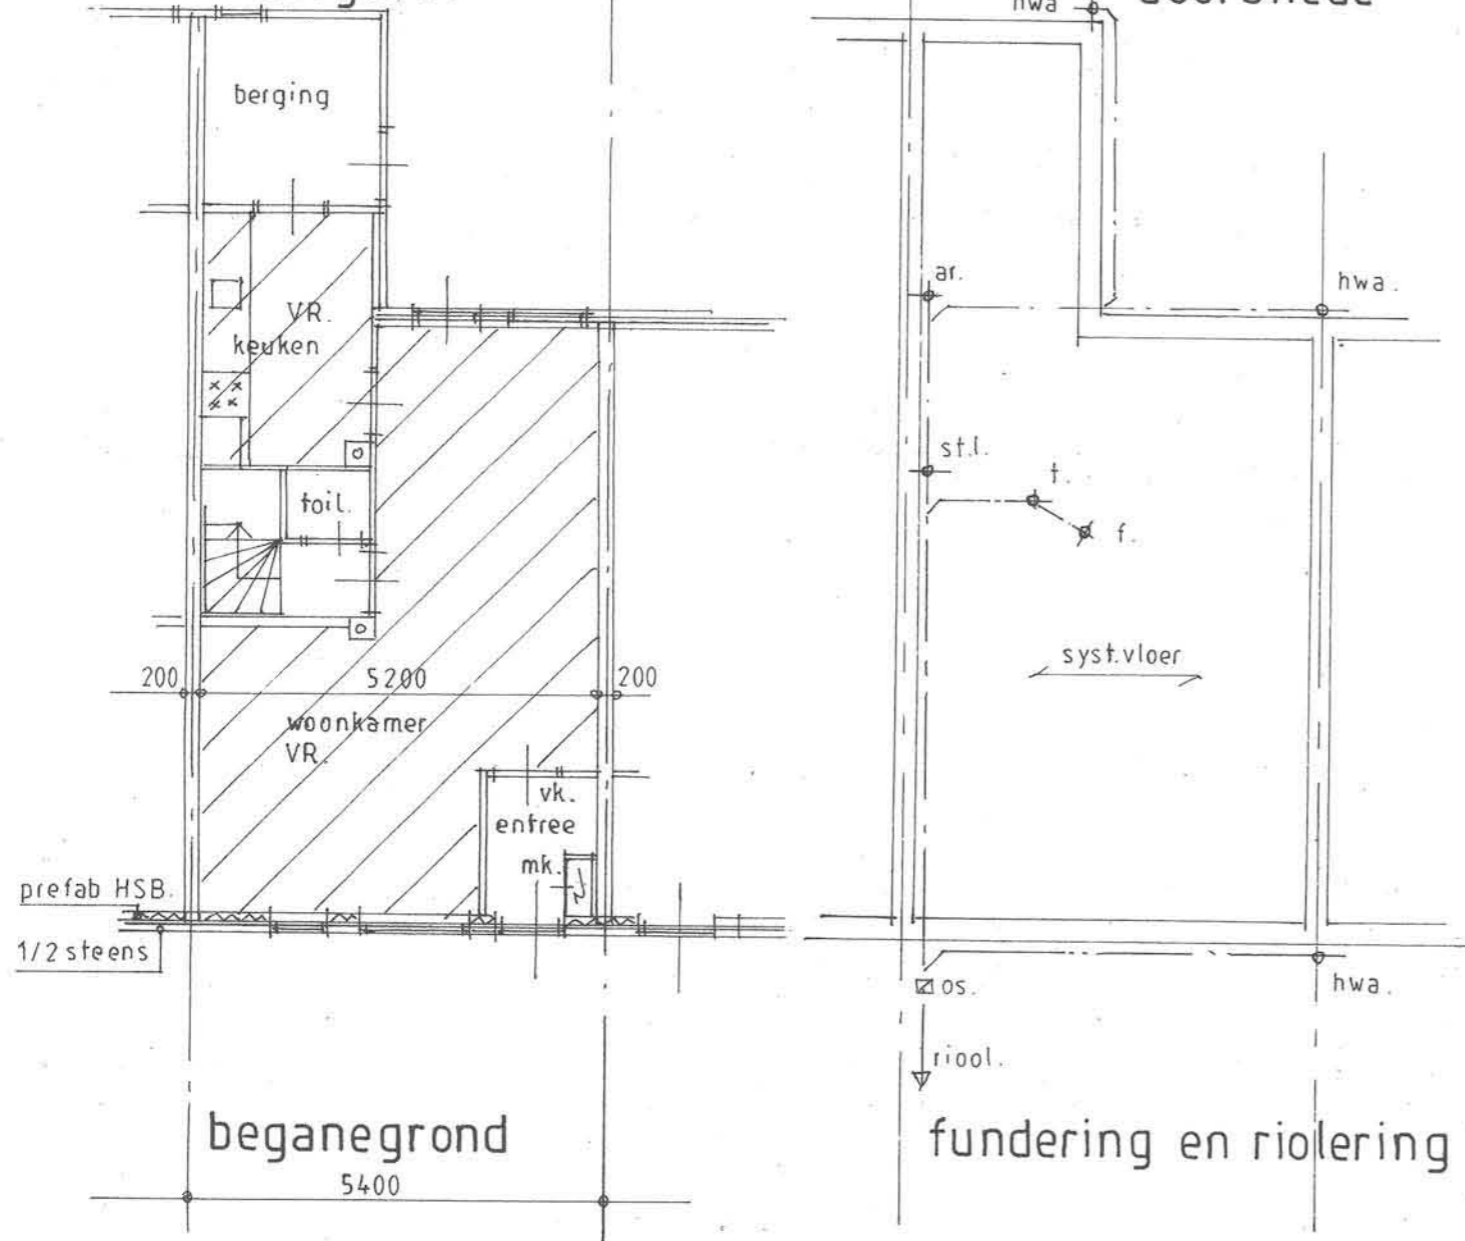 hwa
berging
VR.
keuken
toil.
200
5200
200
woonkamer
VR.
vk.
entree
mk.
prefab HSB.
1/2 steens
beganegrond
5400
ar.
hwa.
st.l.
t.
f.
syst.vloer
os.
hwa.
riool.
fundering en riolering